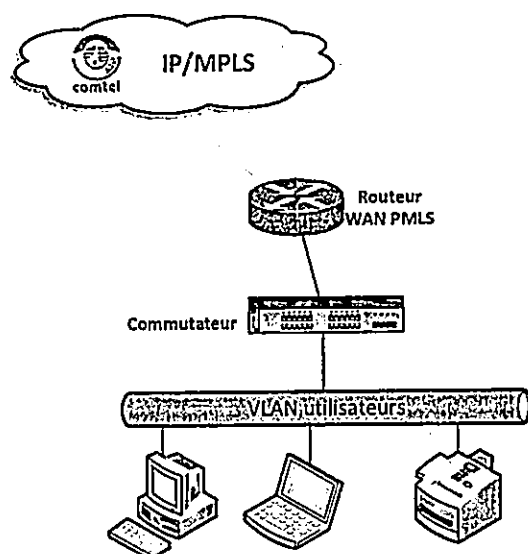 IP/MPLS
comtel
Routeur
WAN PMLS
Commutateur
VLAN utilisateurs